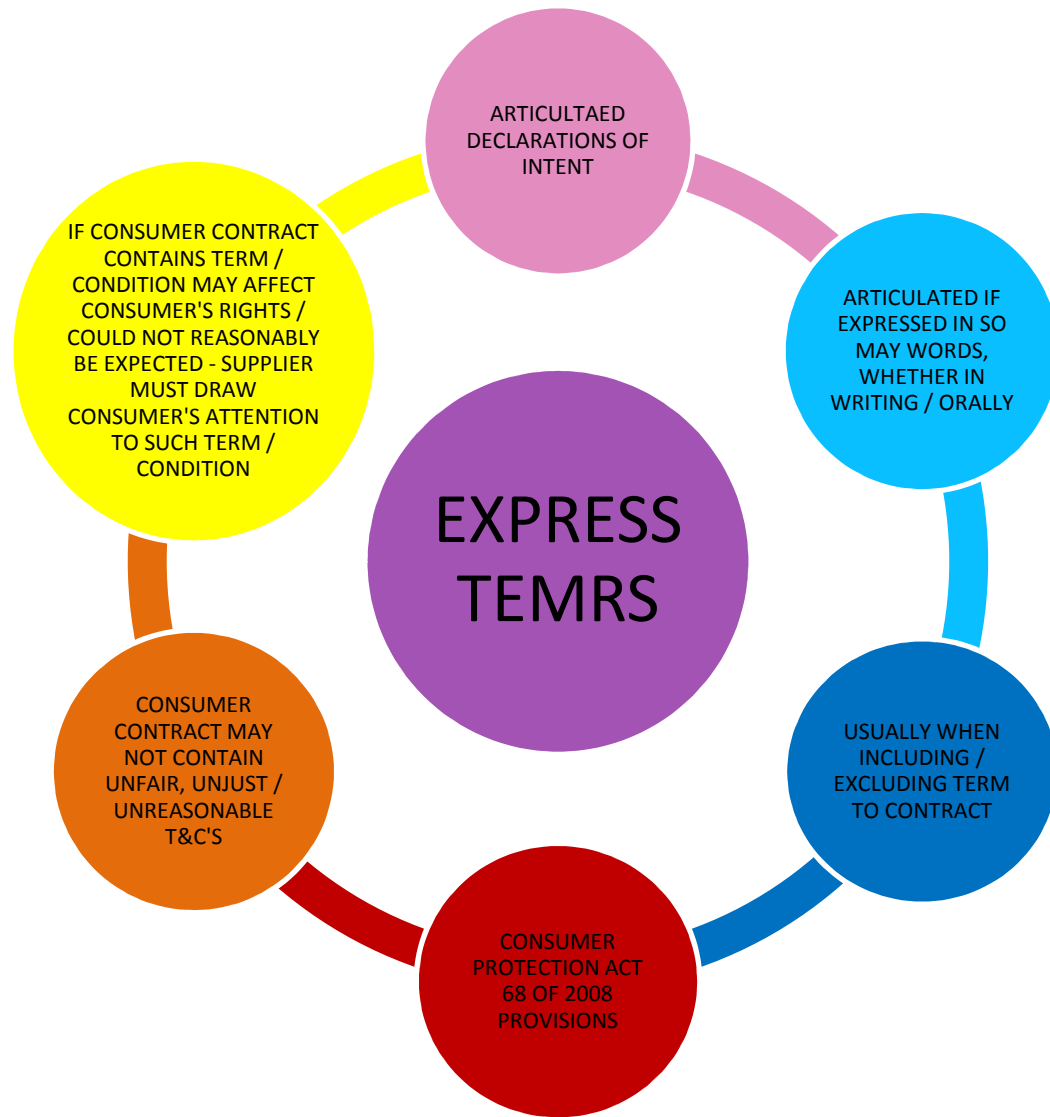 ARTICULTAED
DECLARATIONS OF
INTENT
ARTICULATED IF
EXPRESSED IN SO
MAY WORDS,
WHETHER IN
WRITING / ORALLY
USUALLY WHEN
INCLUDING /
EXCLUDING TERM
TO CONTRACT
CONSUMER
PROTECTION ACT
68 OF 2008
PROVISIONS
CONSUMER
CONTRACT MAY
NOT CONTAIN
UNFAIR, UNJUST /
UNREASONABLE
T&C'S
IF CONSUMER CONTRACT
CONTAINS TERM /
CONDITION MAY AFFECT
CONSUMER'S RIGHTS /
COULD NOT REASONABLY
BE EXPECTED - SUPPLIER
MUST DRAW
CONSUMER'S ATTENTION
TO SUCH TERM /
CONDITION
EXPRESS
TEMRS